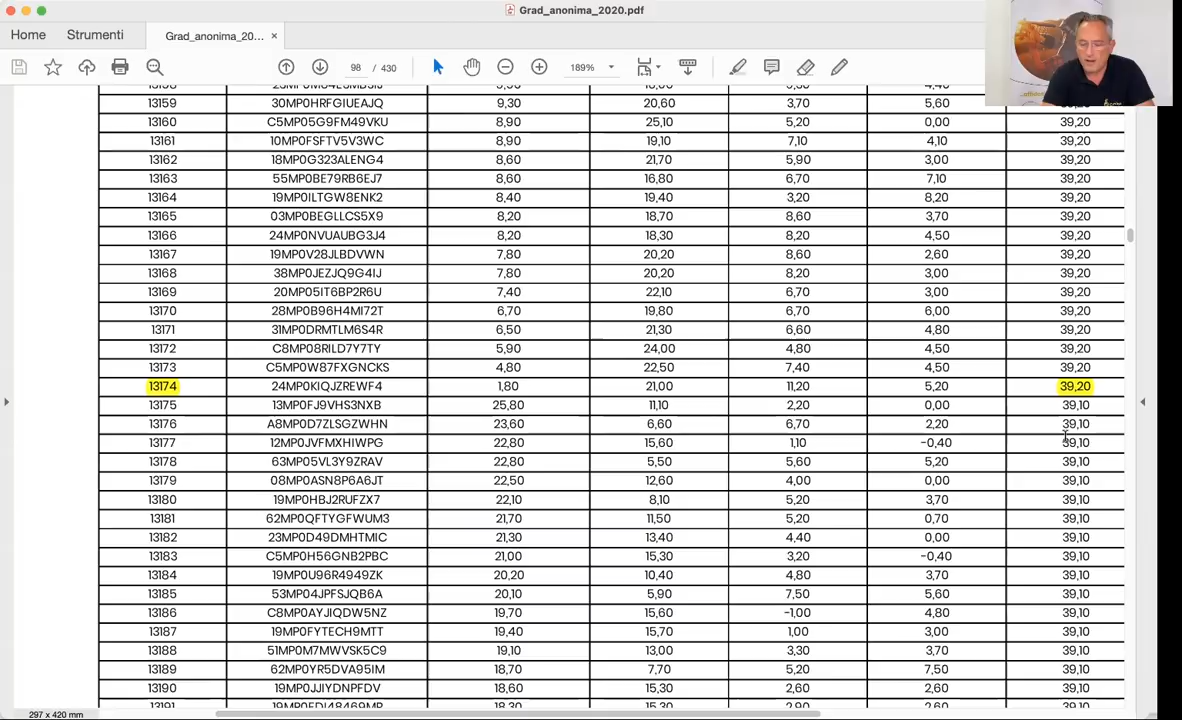 Grad_anonima_2020.pdf
Home Strumenti Grad_anonima_20... ×
98 / 430 189%
13159 30MP0HRFGIUEAJQ 9,30 20,60 3,70 5,60
13160 C5MP05G9FM49VKU 8,90 25,10 5,20 0,00 39,20
13161 10MP0FSFTV5V3WC 8,90 19,10 7,10 4,10 39,20
13162 18MP0G323ALENG4 8,60 21,70 5,90 3,00 39,20
13163 55MP0BE79RB6EJ7 8,60 16,80 6,70 7,10 39,20
13164 19MP0ILTGW8ENK2 8,40 19,40 3,20 8,20 39,20
13165 03MP0BEGLLCS5X9 8,20 18,70 8,60 3,70 39,20
13166 24MP0NVUAUBG3J4 8,20 18,30 8,20 4,50 39,20
13167 19MP0V28JLBDVWN 7,80 20,20 8,60 2,60 39,20
13168 38MP0JEZJQ9G4IJ 7,80 20,20 8,20 3,00 39,20
13169 20MP05IT6BP2R6U 7,40 22,10 6,70 3,00 39,20
13170 28MP0B96H4MI72T 6,70 19,80 6,70 6,00 39,20
13171 31MP0DRMTLM6S4R 6,50 21,30 6,60 4,80 39,20
13172 C8MP08RILD7Y7TY 5,90 24,00 4,80 4,50 39,20
13173 C5MP0W87FXGNCKS 4,80 22,50 7,40 4,50 39,20
13174 24MP0KIQJZREWF4 1,80 21,00 11,20 5,20 39,20
13175 13MP0FJ9VHS3NXB 25,80 11,10 2,20 0,00 39,10
13176 A8MP0D7ZLSGZWHN 23,60 6,60 6,70 2,20 39,10
13177 12MP0JVFMXHIWPG 22,80 15,60 1,10 -0,40 39,10
13178 63MP05VL3Y9ZRAV 22,80 5,50 5,60 5,20 39,10
13179 08MP0ASN8P6A6JT 22,50 12,60 4,00 0,00 39,10
13180 19MP0HBJ2RUFZX7 22,10 8,10 5,20 3,70 39,10
13181 62MP0QFTYGFWUM3 21,70 11,50 5,20 0,70 39,10
13182 23MP0D49DMHTMIC 21,30 13,40 4,40 0,00 39,10
13183 C5MP0H56GNB2PBC 21,00 15,30 3,20 -0,40 39,10
13184 19MP0U96R4949ZK 20,20 10,40 4,80 3,70 39,10
13185 53MP04JPFSJQB6A 20,10 5,90 7,50 5,60 39,10
13186 C8MP0AYJIQDW5NZ 19,70 15,60 -1,00 4,80 39,10
13187 19MP0FYTECH9MTT 19,40 15,70 1,00 3,00 39,10
13188 51MP0M7MWVSK5C9 19,10 13,00 3,30 3,70 39,10
13189 62MP0YR5DVA95IM 18,70 7,70 5,20 7,50 39,10
13190 19MP0JJIYDNPFDV 18,60 15,30 2,60 2,60 39,10
297 x 420 mm